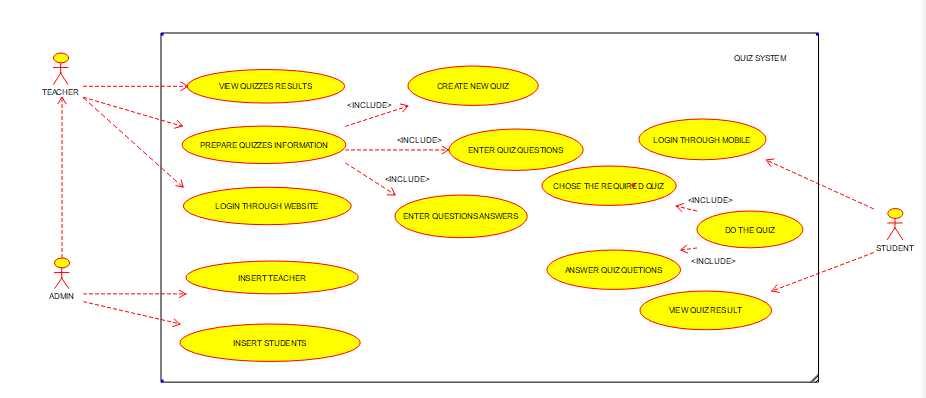 QUIZ SYSTEM
TEACHER
VIEW QUIZZES RESULTS
CREATE NEW QUIZ
<INCLUDE>
PREPARE QUIZZES INFORMATION
<INCLUDE>
ENTER QUIZ QUESTIONS
LOGIN THROUGH MOBILE
<INCLUDE>
CHOSE THE REQUIRED QUIZ
LOGIN THROUGH WEBSITE
ENTER QUESTIONS ANSWERS
<INCLUDE>
DO THE QUIZ
STUDENT
<INCLUDE>
ANSWER QUIZ QUETIONS
ADMIN
INSERT TEACHER
VIEW QUIZ RESULT
INSERT STUDENTS